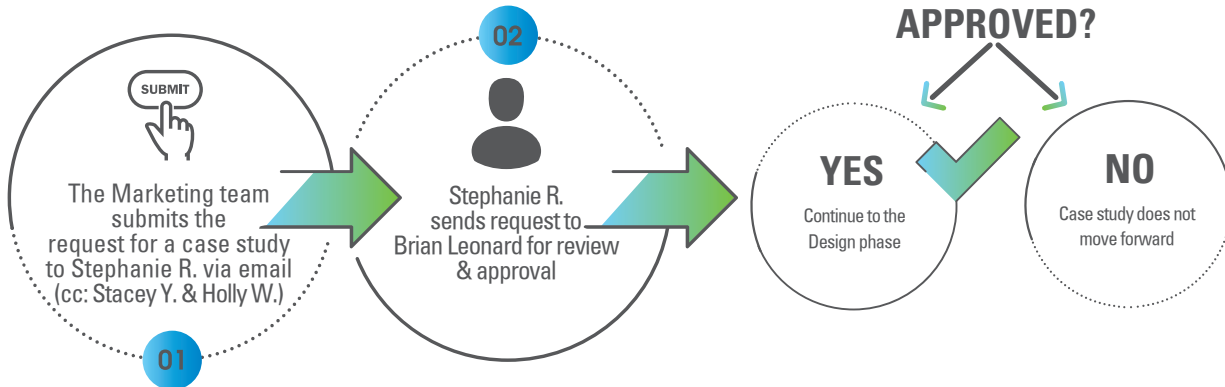 SUBMIT
The Marketing team
submits the
request for a case study
to Stephanie R. via email
(cc: Stacey Y. & Holly W.)
01
02
Stephanie R.
sends request to
Brian Leonard for review
& approval
APPROVED?
YES
Continue to the
Design phase
NO
Case study does not
move forward